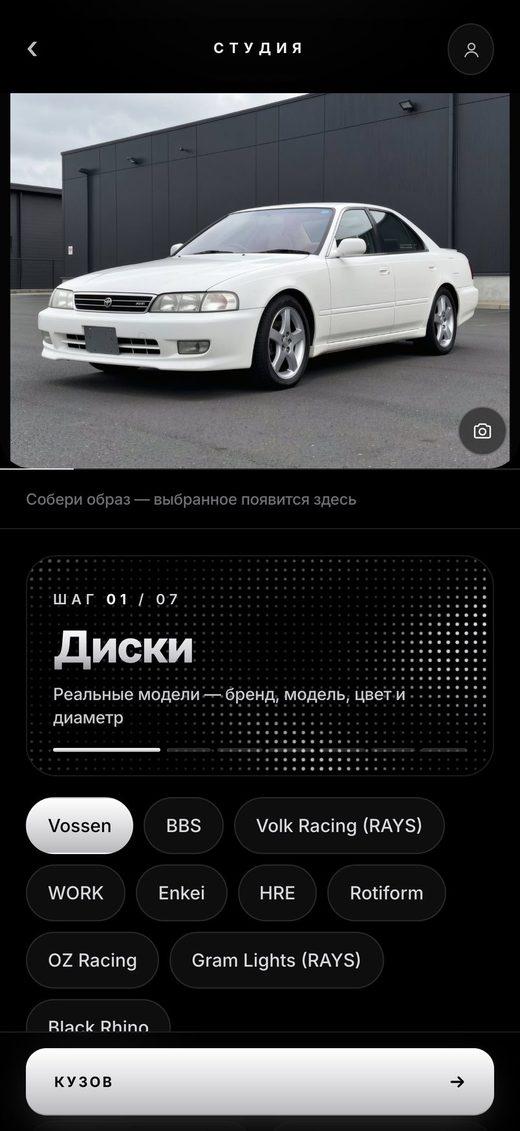 СТУДИЯ
Собери образ — выбранное появится здесь
ШАГ 01 / 07
Диски
Реальные модели — бренд, модель, цвет и
диаметр
Vossen
BBS
Volk Racing (RAYS)
WORK
Enkei
HRE
Rotiform
OZ Racing
Gram Lights (RAYS)
Black Rhino
КУЗОВ